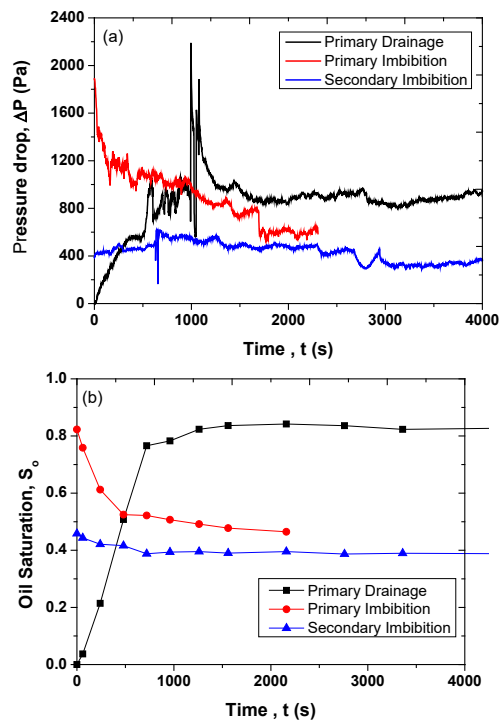 (a)
Primary Drainage
Primary Imbibition
Secondary Imbibition
Pressure drop, ΔP (Pa)
2400
2000
1600
1200
800
400
0
0 1000 2000 3000 4000
Time , t (s)
(b)
Oil Saturation, Sₒ
1.0
0.8
0.6
0.4
0.2
0.0
Primary Drainage
Primary Imbibition
Secondary Imbibition
0 1000 2000 3000 4000
Time , t (s)